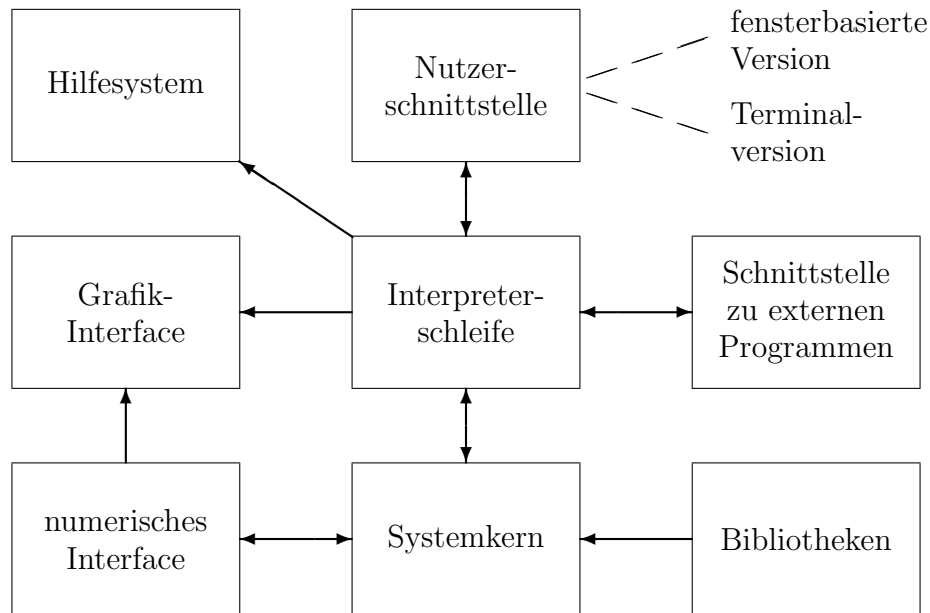 Hilfesystem
Nutzer-
schnittstelle
fensterbasierte
Version
Terminal-
version
Grafik-
Interface
Interpreter-
schleife
Schnittstelle
zu externen
Programmen
numerisches
Interface
Systemkern
Bibliotheken